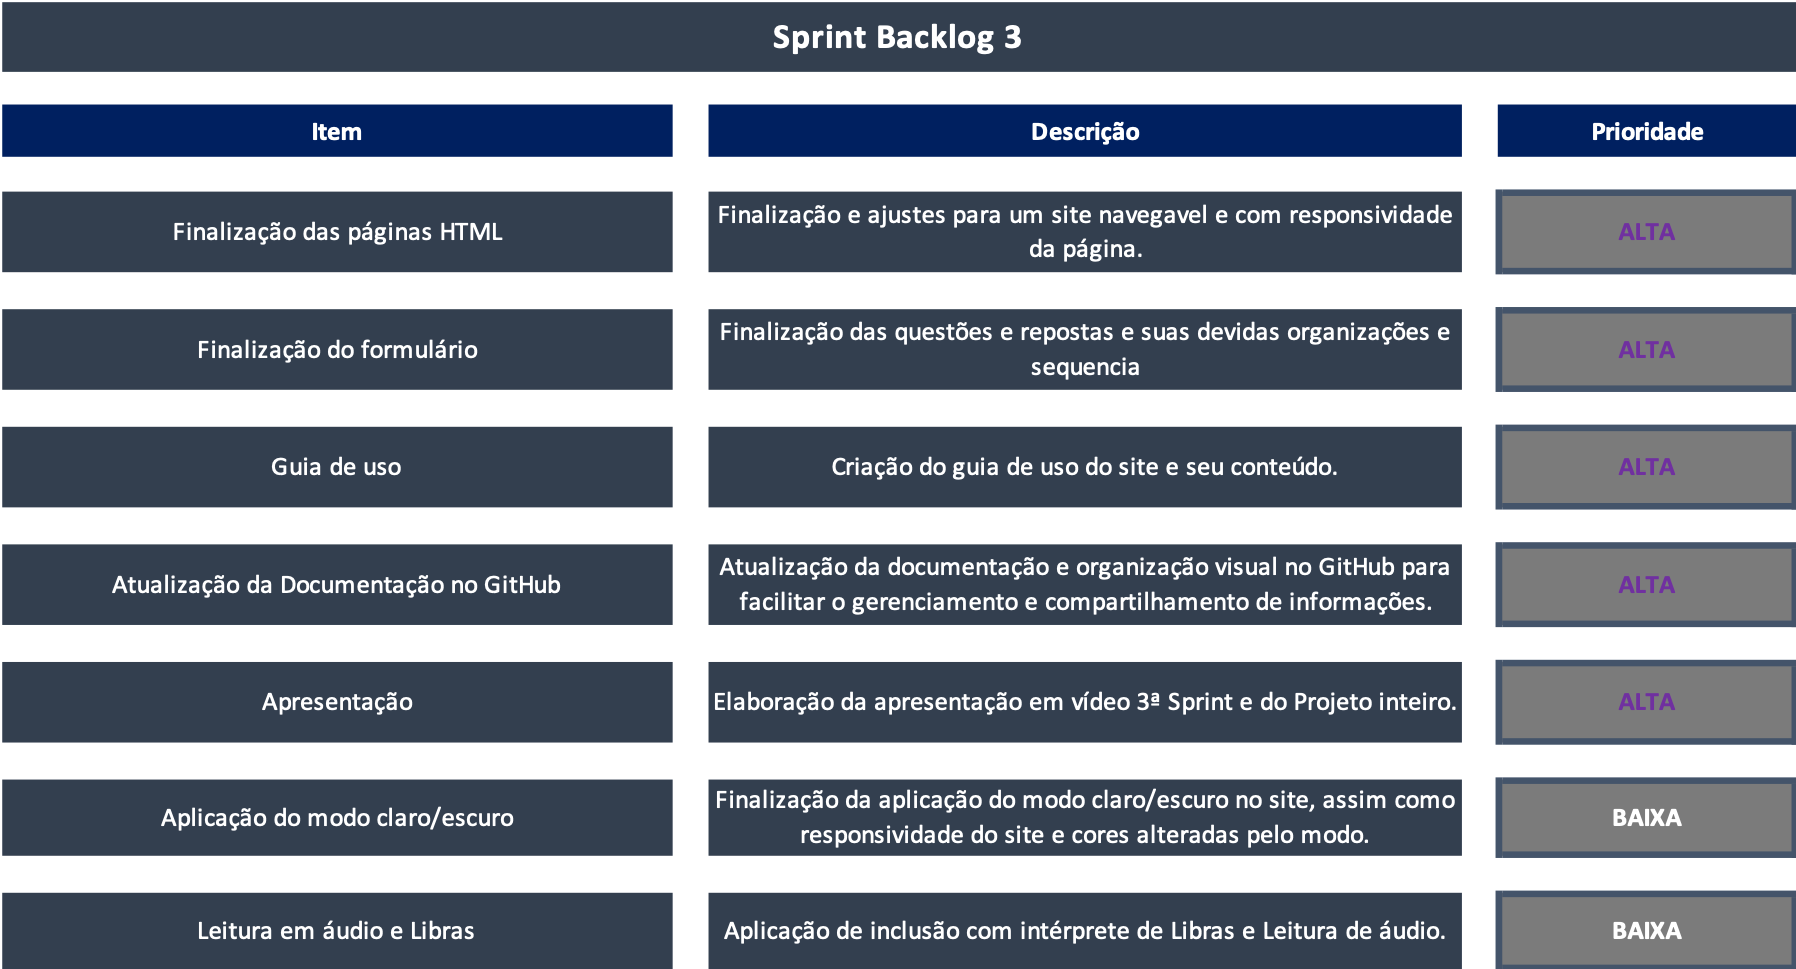 Sprint Backlog 3
Item
Descrição
Prioridade
Finalização das páginas HTML
Finalização e ajustes para um site navegavel e com responsividade
da página.
ALTA
Finalização do formulário
Finalização das questões e repostas e suas devidas organizações e
sequencia
ALTA
Guia de uso
Criação do guia de uso do site e seu conteúdo.
ALTA
Atualização da Documentação no GitHub
Atualização da documentação e organização visual no GitHub para
facilitar o gerenciamento e compartilhamento de informações.
ALTA
Apresentação
Elaboração da apresentação em vídeo 3ª Sprint e do Projeto inteiro.
ALTA
Aplicação do modo claro/escuro
Finalização da aplicação do modo claro/escuro no site, assim como
responsividade do site e cores alteradas pelo modo.
BAIXA
Leitura em áudio e Libras
Aplicação de inclusão com intérprete de Libras e Leitura de áudio.
BAIXA